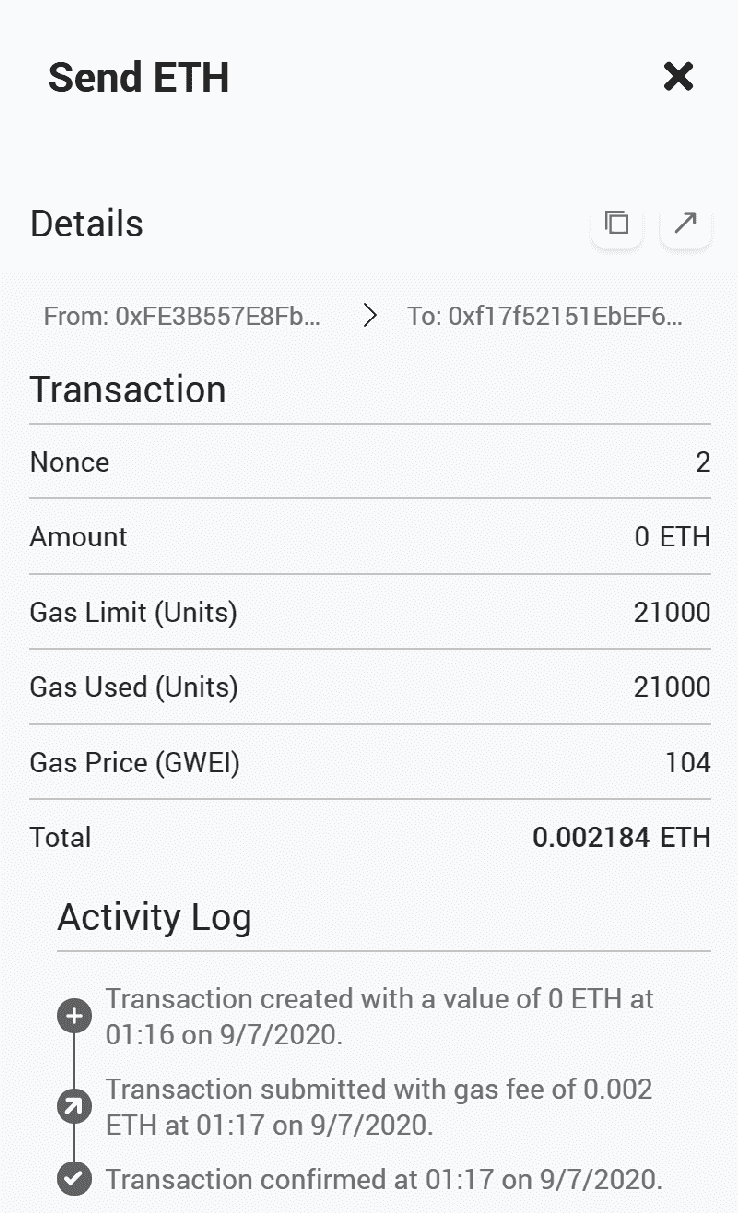 Send ETH
Details
From: 0xFE3B557E8Fb... To: 0xf17f52151EbEF6...
Transaction
Nonce 2
Amount 0 ETH
Gas Limit (Units) 21000
Gas Used (Units) 21000
Gas Price (GWEI) 104
Total 0.002184 ETH
Activity Log
Transaction created with a value of 0 ETH at
01:16 on 9/7/2020.
Transaction submitted with gas fee of 0.002
ETH at 01:17 on 9/7/2020.
Transaction confirmed at 01:17 on 9/7/2020.